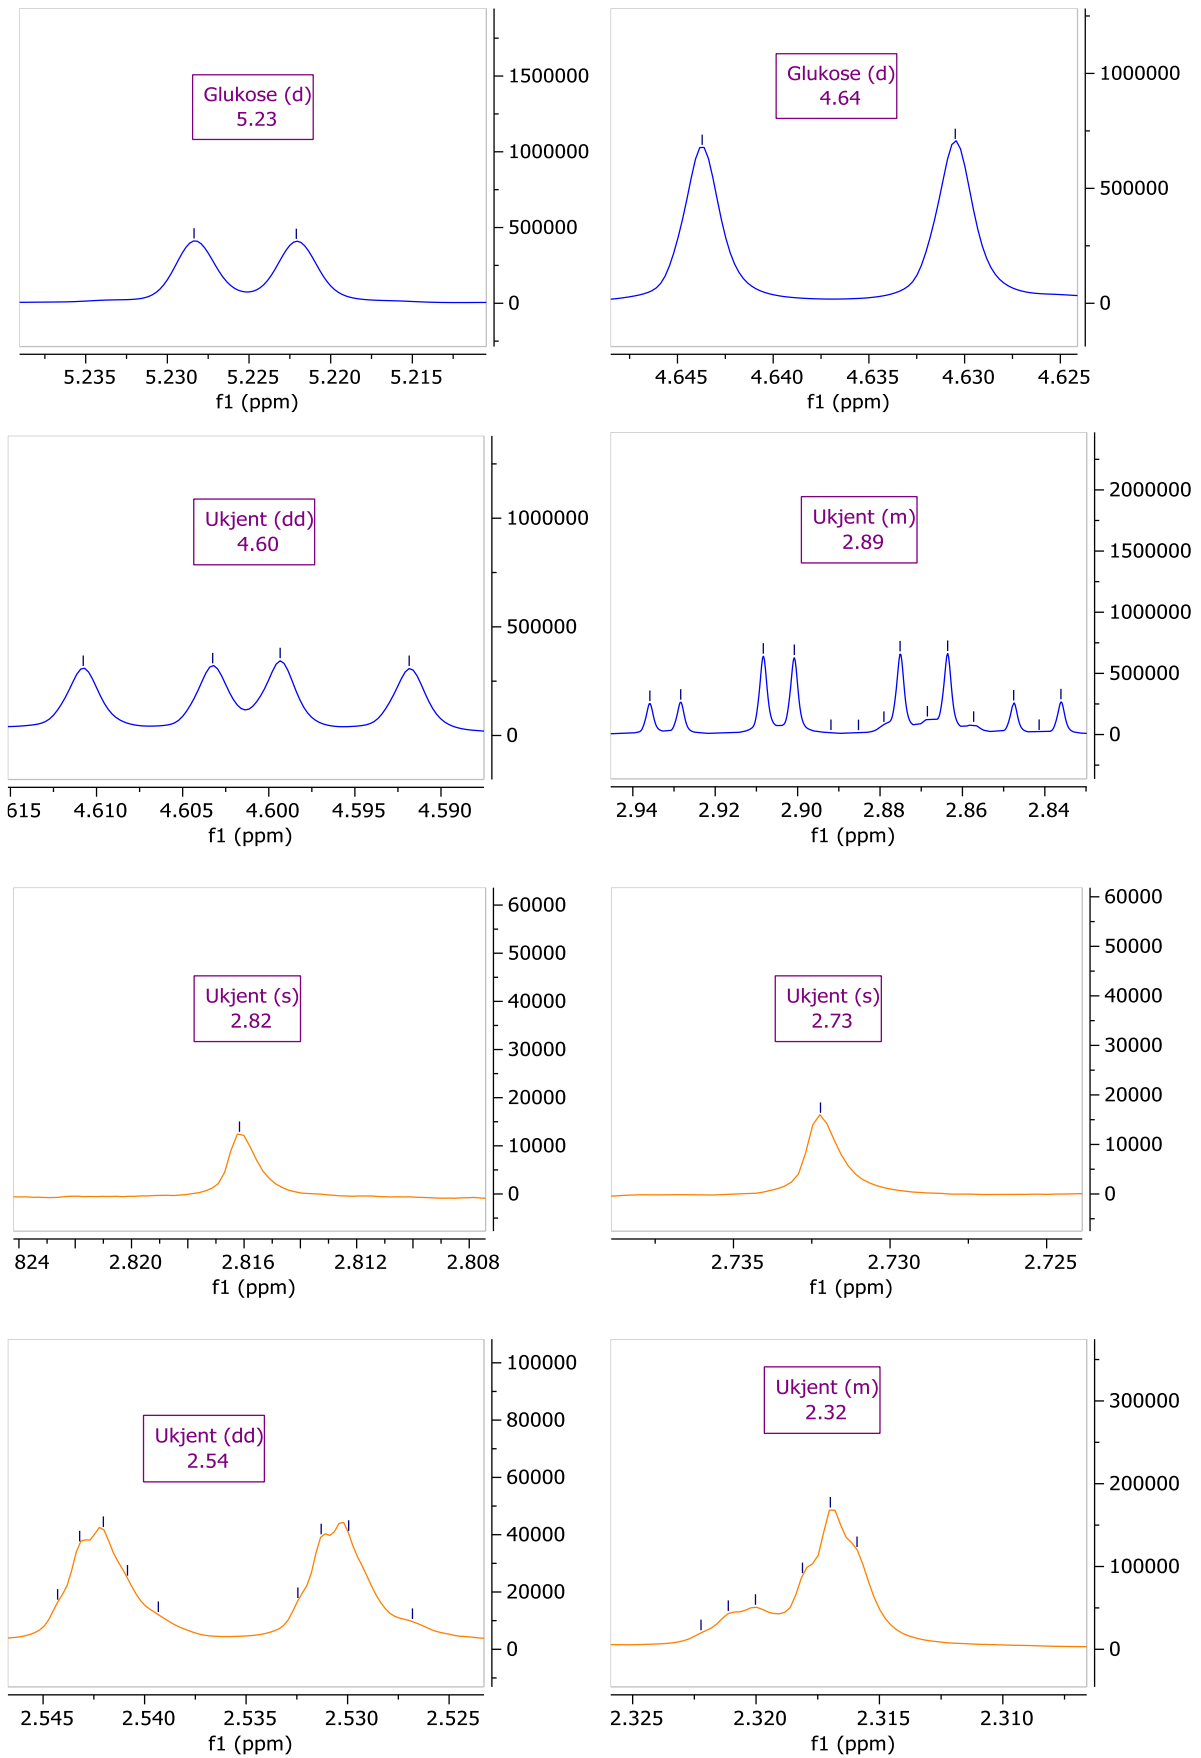 Glukose (d)
5.23
1500000
1000000
500000
0
5.235 5.230 5.225 5.220 5.215
f1 (ppm)
Glukose (d)
4.64
1000000
500000
0
4.645 4.640 4.635 4.630 4.625
f1 (ppm)
Ukjent (dd)
4.60
1000000
500000
0
615 4.610 4.605 4.600 4.595 4.590
f1 (ppm)
Ukjent (m)
2.89
2000000
1500000
1000000
500000
0
2.94 2.92 2.90 2.88 2.86 2.84
f1 (ppm)
Ukjent (s)
2.82
60000
50000
40000
30000
20000
10000
0
824 2.820 2.816 2.812 2.808
f1 (ppm)
Ukjent (s)
2.73
60000
50000
40000
30000
20000
10000
0
2.735 2.730 2.725
f1 (ppm)
Ukjent (dd)
2.54
100000
80000
60000
40000
20000
0
2.545 2.540 2.535 2.530 2.525
f1 (ppm)
Ukjent (m)
2.32
300000
200000
100000
0
2.325 2.320 2.315 2.310
f1 (ppm)